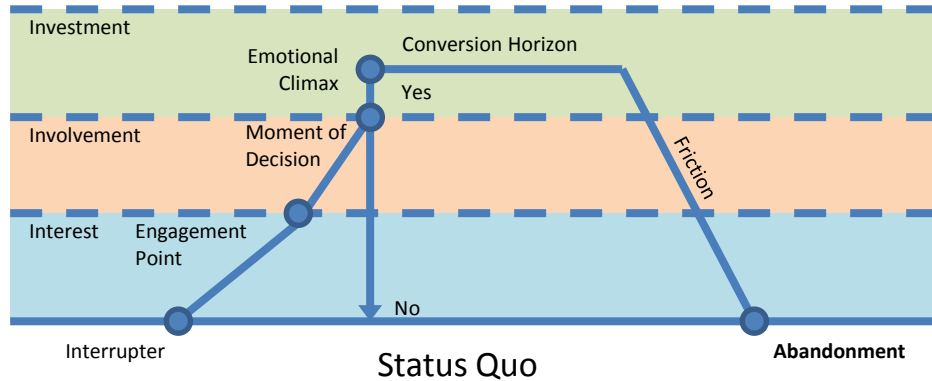 Investment
Conversion Horizon
Emotional
Climax
Yes
Involvement
Moment of
Decision
Friction
Interest
Engagement
Point
No
Interrupter
Status Quo
Abandonment